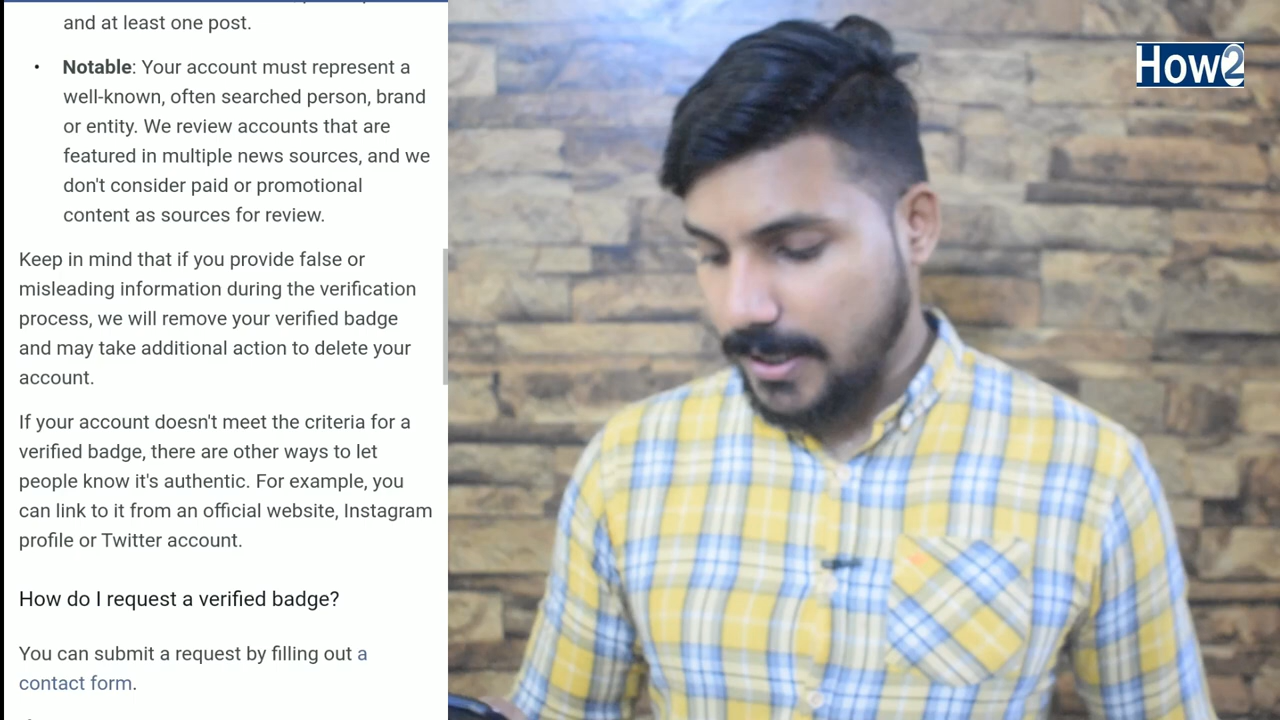 and at least one post.
• Notable: Your account must represent a
well-known, often searched person, brand
or entity. We review accounts that are
featured in multiple news sources, and we
don't consider paid or promotional
content as sources for review.
Keep in mind that if you provide false or
misleading information during the verification
process, we will remove your verified badge
and may take additional action to delete your
account.
If your account doesn't meet the criteria for a
verified badge, there are other ways to let
people know it's authentic. For example, you
can link to it from an official website, Instagram
profile or Twitter account.
How do I request a verified badge?
You can submit a request by filling out a
contact form.
How2